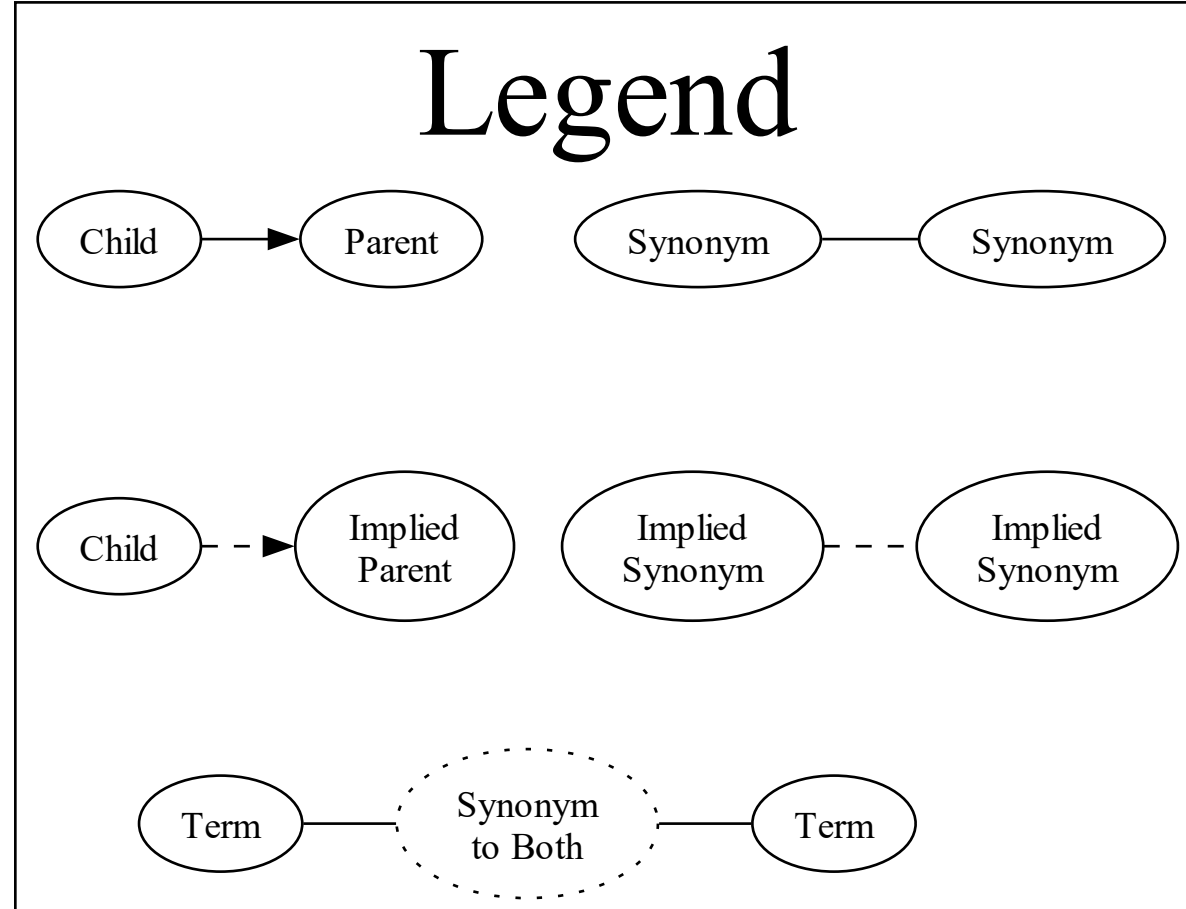 Legend
Child
Parent
Synonym
Synonym
Child
Implied
Parent
Implied
Synonym
Implied
Synonym
Term
Synonym
to Both
Term